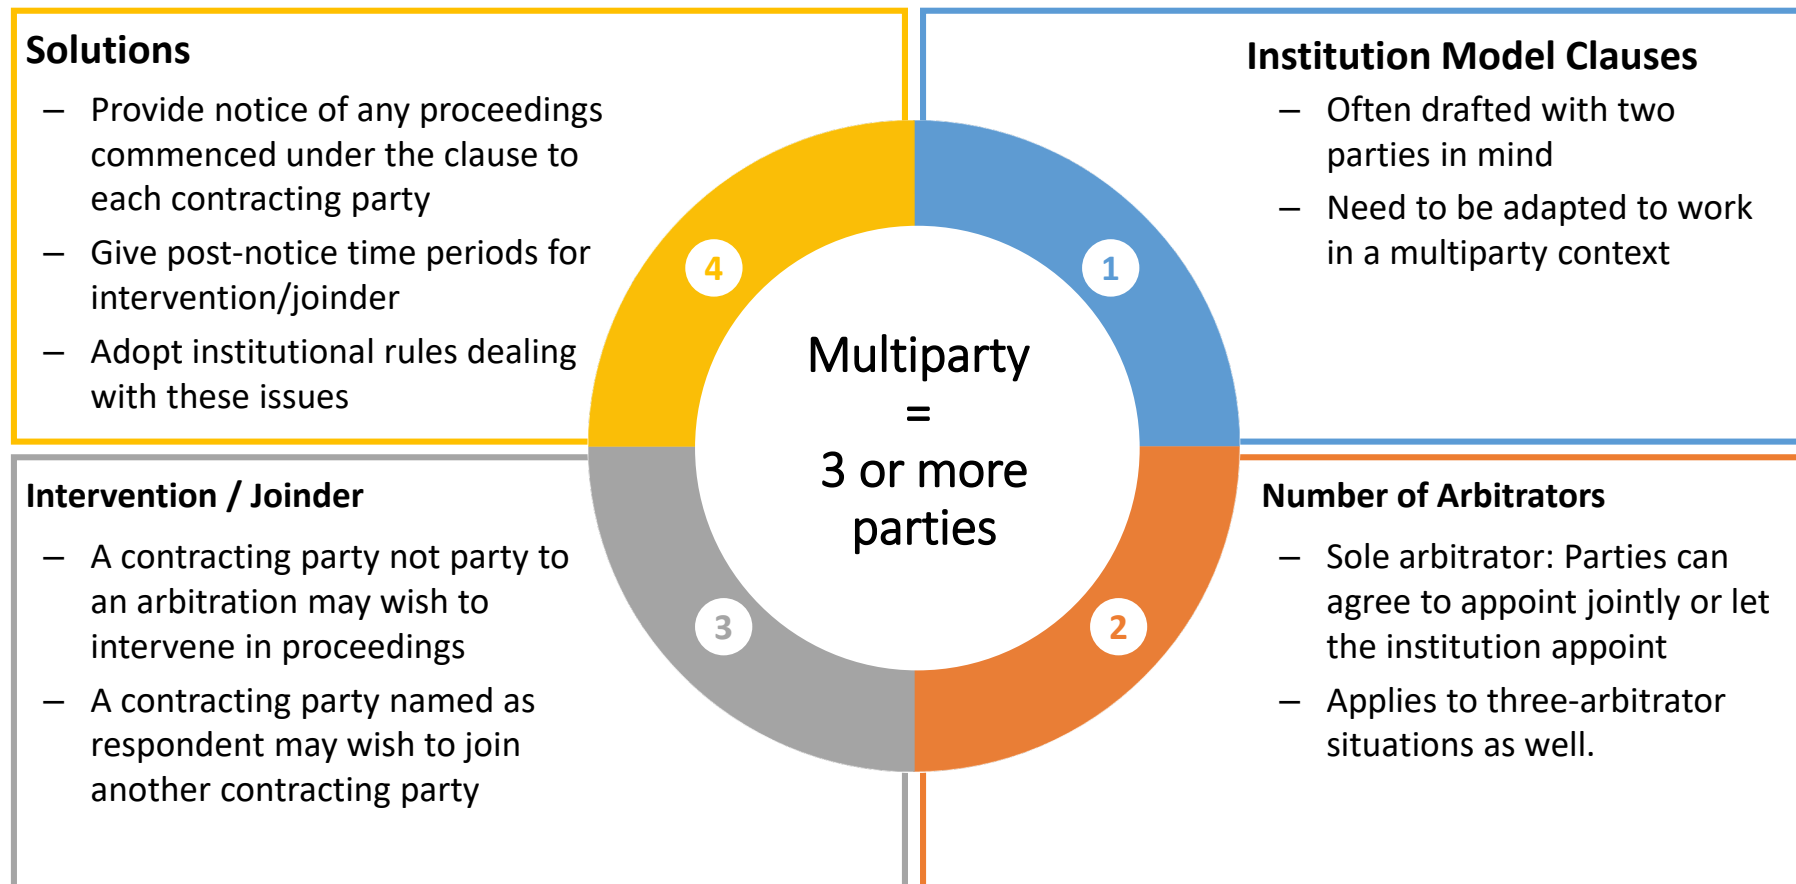 Solutions
– Provide notice of any proceedings
commenced under the clause to
each contracting party
– Give post-notice time periods for
intervention/joinder
– Adopt institutional rules dealing
with these issues
Institution Model Clauses
– Often drafted with two
parties in mind
– Need to be adapted to work
in a multiparty context
4
1
Multiparty
=
3 or more
parties
3
2
Intervention / Joinder
– A contracting party not party to
an arbitration may wish to
intervene in proceedings
– A contracting party named as
respondent may wish to join
another contracting party
Number of Arbitrators
– Sole arbitrator: Parties can
agree to appoint jointly or let
the institution appoint
– Applies to three-arbitrator
situations as well.